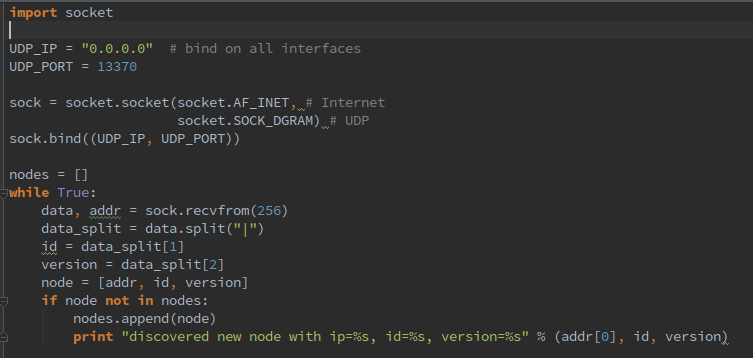 import socket

UDP_IP = "0.0.0.0"  # bind on all interfaces
UDP_PORT = 13370

sock = socket.socket(socket.AF_INET, # Internet
                     socket.SOCK_DGRAM) # UDP
sock.bind((UDP_IP, UDP_PORT))

nodes = []
while True:
    data, addr = sock.recvfrom(256)
    data_split = data.split("|")
    id = data_split[1]
    version = data_split[2]
    node = [addr, id, version]
    if node not in nodes:
        nodes.append(node)
        print "discovered new node with ip=%s, id=%s, version=%s" % (addr[0], id, version)